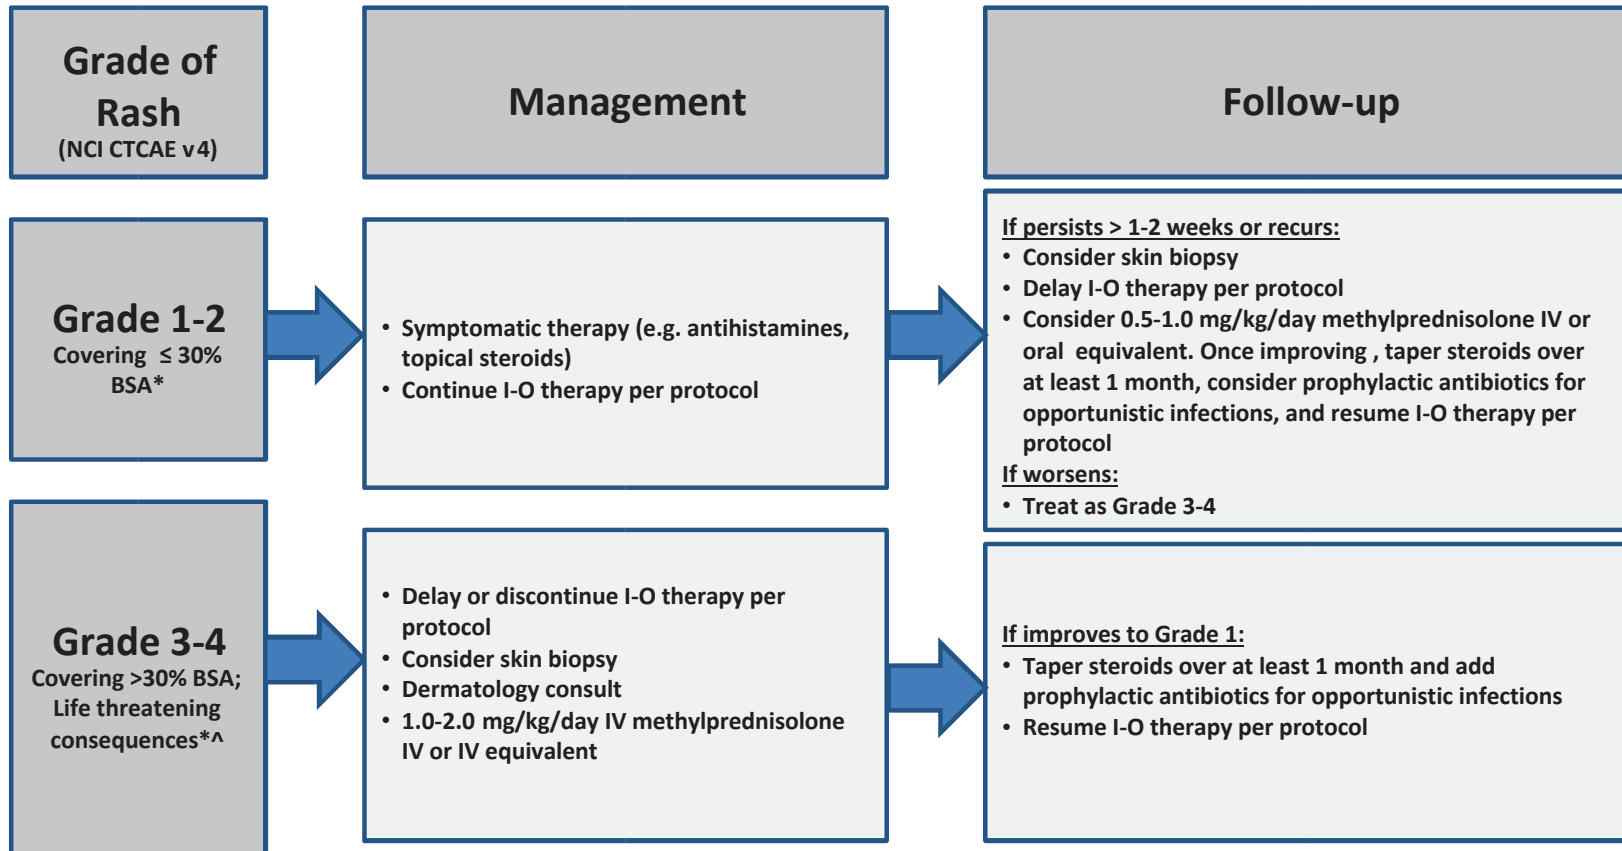 Grade of
Rash
(NCI CTCAE v4)
Management
Follow-up
Grade 1-2
Covering ≤ 30%
BSA*
• Symptomatic therapy (e.g. antihistamines,
topical steroids)
• Continue I-O therapy per protocol
If persists > 1-2 weeks or recurs:
• Consider skin biopsy
• Delay I-O therapy per protocol
• Consider 0.5-1.0 mg/kg/day methylprednisolone IV or
oral equivalent. Once improving , taper steroids over
at least 1 month, consider prophylactic antibiotics for
opportunistic infections, and resume I-O therapy per
protocol
If worsens:
• Treat as Grade 3-4
Grade 3-4
Covering >30% BSA;
Life threatening
consequences*^
• Delay or discontinue I-O therapy per
protocol
• Consider skin biopsy
• Dermatology consult
• 1.0-2.0 mg/kg/day IV methylprednisolone
IV or IV equivalent
If improves to Grade 1:
• Taper steroids over at least 1 month and add
prophylactic antibiotics for opportunistic infections
• Resume I-O therapy per protocol